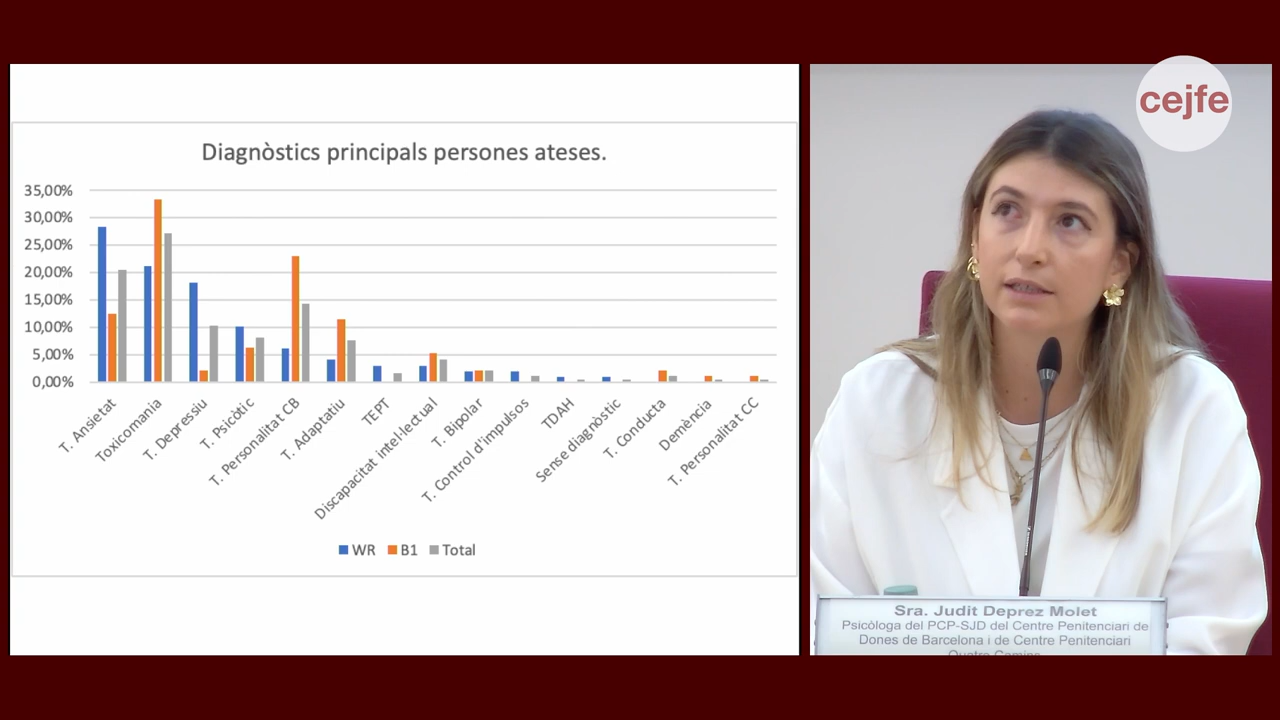 cejfe
Diagnòstics principals persones ateses.
35,00%
30,00%
25,00%
20,00%
15,00%
10,00%
5,00%
0,00%
T. Ansietat
Toxicomania
T. Depressiu
T. Psicòtic
T. Personalitat CB
T. Adaptatiu
TEPT
Discapacitat intel·lectual
T. Bipolar
T. Control d'impulsos
TDAH
Sense diagnòstic
T. Conducta
Demència
T. Personalitat CC
WR B1 Total
Sra. Judit Deprez Molet
Psicòloga del PCP-SJD del Centre Penitenciari de
Dones de Barcelona i de Centre Penitenciari
Quatre Camins